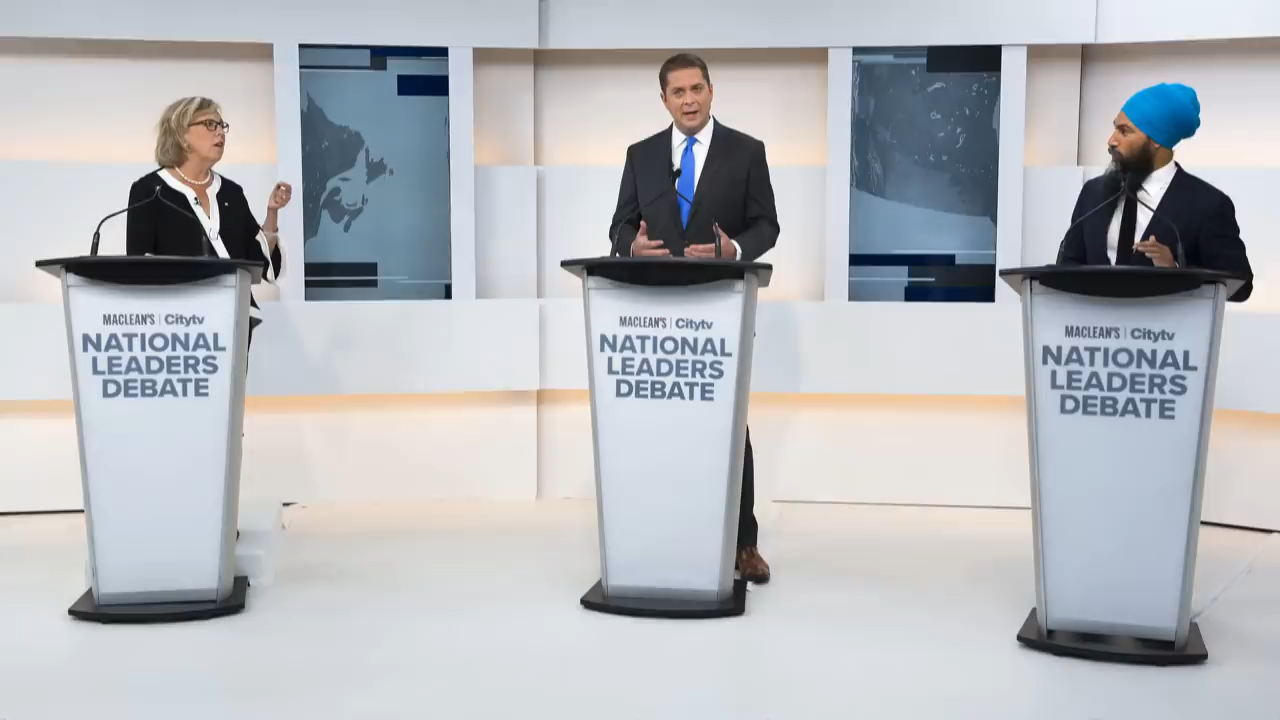 MACLEAN'S | Citytv
NATIONAL
LEADERS
DEBATE
MACLEAN'S | Citytv
NATIONAL
LEADERS
DEBATE
MACLEAN'S | Citytv
NATIONAL
LEADERS
DEBATE